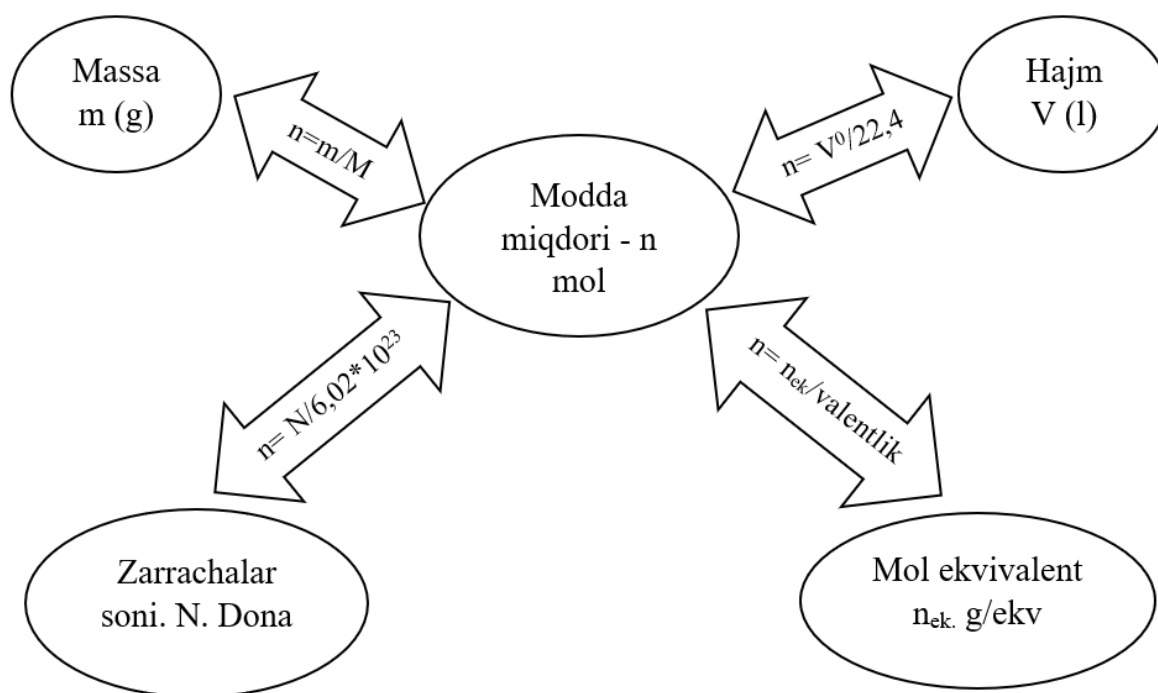 Massa
m (g)
n=m/M
Modda
miqdori - n
mol
n= V⁰/22,4
Hajm
V (l)
n= N/6,02*10²³
n= nₑₖ/valentlik
Zarrachalar
soni. N. Dona
Mol ekvivalent
nₑₖ. g/ekv